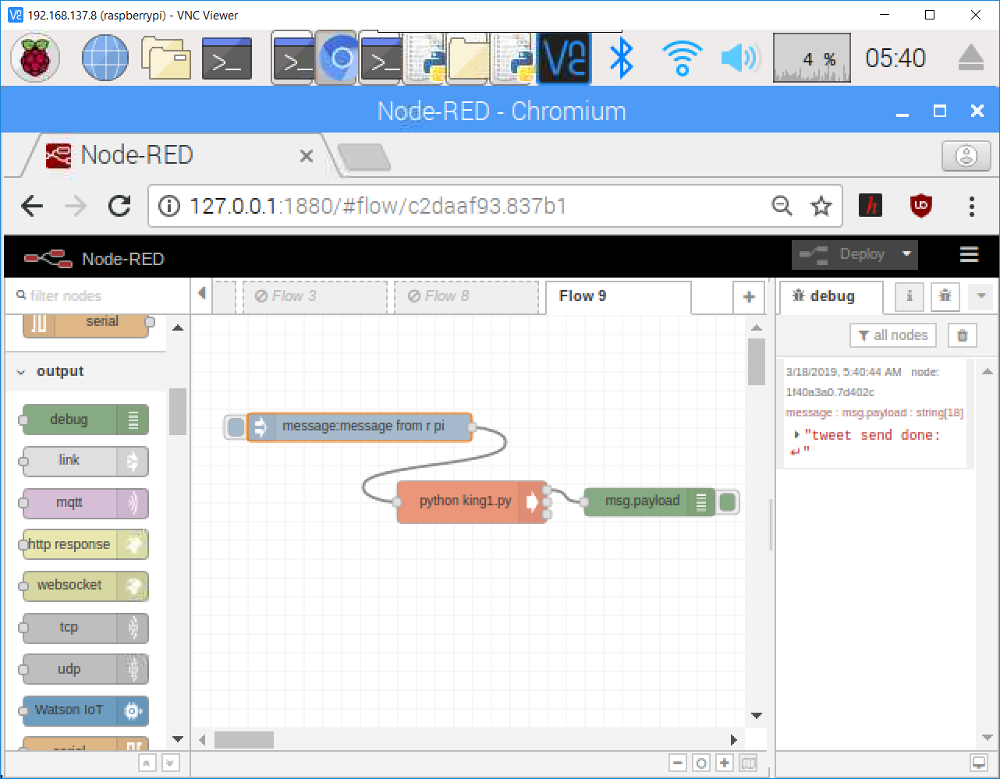 192.168.137.8 (raspberrypi) - VNC Viewer
4 %
05:40
Node-RED - Chromium
Node-RED
127.0.0.1:1880/#flow/c2daaf93.837b1
Node-RED
Deploy
filter nodes
Flow 3
Flow 8
Flow 9
debug
all nodes
serial
output
debug
link
mqtt
http response
websocket
tcp
udp
Watson IoT
serial
message:message from r pi
python king1.py
msg.payload
3/18/2019, 5:40:44 AM node:
1f40a3a0.7d402c
message : msg.payload : string[18]
"tweet send done:
↵"